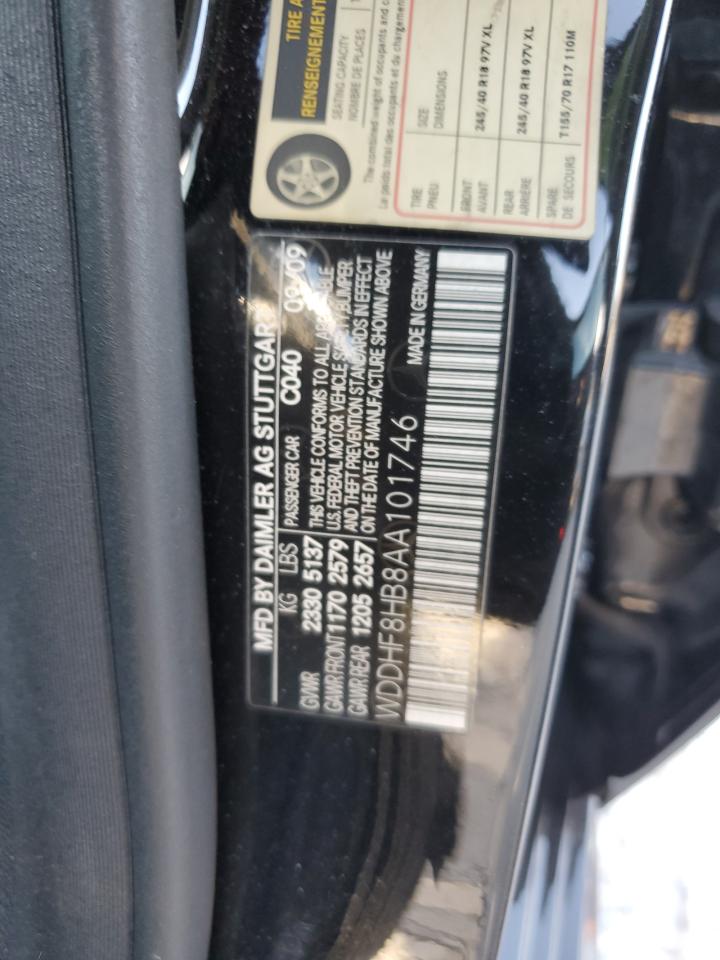 TIRE A
RENSEIGNEMENT
SEATING CAPACITY
NOMBRE DE PLACES
The combined weight of occupants and c
Le poids total des occupants et du chargement
TIRE SIZE
PNEU DIMENSIONS
FRONT
AVANT 245/40 R18 97V XL
REAR
ARRIÈRE 245/40 R18 97V XL
SPARE
DE SECOURS T155/70 R17 110M
MFD BY DAIMLER AG STUTTGART
KG LBS PASSENGER CAR C040
GVWR 2330 5137 THIS VEHICLE CONFORMS TO ALL
GAWR FRONT 1170 2579 U.S. FEDERAL MOTOR VEHICLE BUMPER
GAWR REAR 1205 2657 AND THEFT PREVENTION STANDARDS IN EFFECT
ON THE DATE OF MANUFACTURE SHOWN ABOVE
WDDHF8HB8AA101746 MADE IN GERMANY